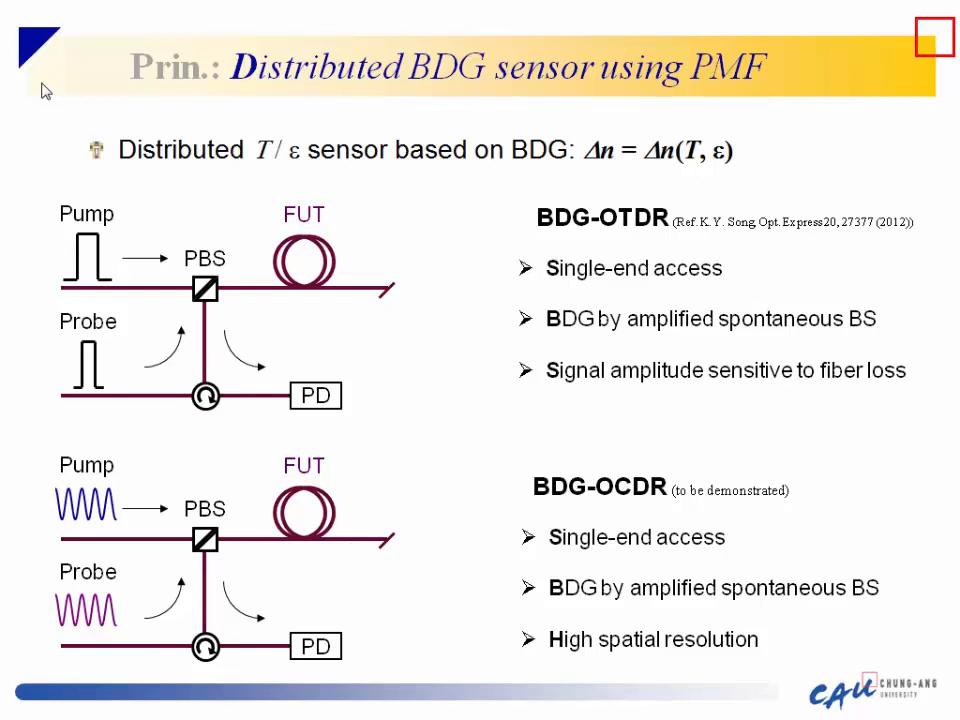 Prin.: Distributed BDG sensor using PMF
Distributed T / ε sensor based on BDG: Δn = Δn(T, ε)
Pump
FUT
PBS
Probe
PD
BDG-OTDR (Ref. K. Y. Song, Opt. Express20, 27377 (2012))
Single-end access
BDG by amplified spontaneous BS
Signal amplitude sensitive to fiber loss
Pump
FUT
PBS
Probe
PD
BDG-OCDR (to be demonstrated)
Single-end access
BDG by amplified spontaneous BS
High spatial resolution
CAU CHUNG-ANG
UNIVERSITY